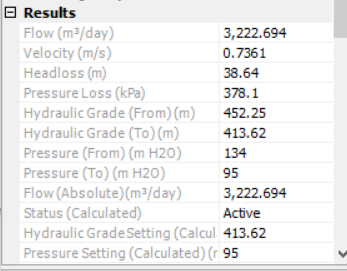 Results
Flow (m³/day) 3,222.694
Velocity (m/s) 0.7361
Headloss (m) 38.64
Pressure Loss (kPa) 378.1
Hydraulic Grade (From) (m) 452.25
Hydraulic Grade (To) (m) 413.62
Pressure (From) (m H2O) 134
Pressure (To) (m H2O) 95
Flow (Absolute) (m³/day) 3,222.694
Status (Calculated) Active
Hydraulic Grade Setting (Calcul 413.62
Pressure Setting (Calculated) (r 95